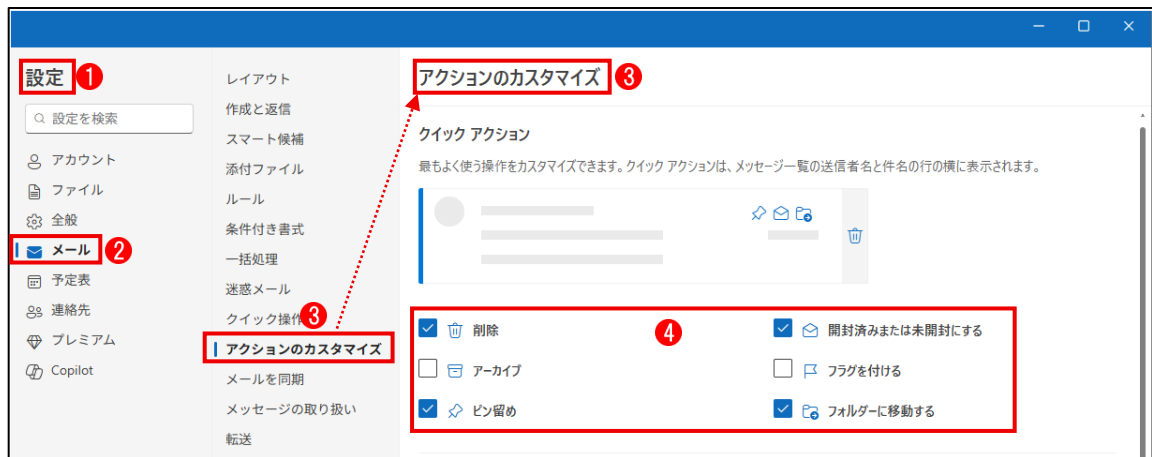 設定 1
設定を検索
アカウント
ファイル
全般
メール 2
予定表
連絡先
プレミアム
Copilot
レイアウト
作成と返信
スマート候補
添付ファイル
ルール
条件付き書式
一括処理
迷惑メール
クイック操作 3
アクションのカスタマイズ
メールを同期
メッセージの取り扱い
転送
アクションのカスタマイズ 3
クイック アクション
最もよく使う操作をカスタマイズできます。クイック アクションは、メッセージ一覧の送信者名と件名の行の横に表示されます。
4
削除 開封済みまたは未開封にする
アーカイブ フラグを付ける
ピン留め フォルダーに移動する